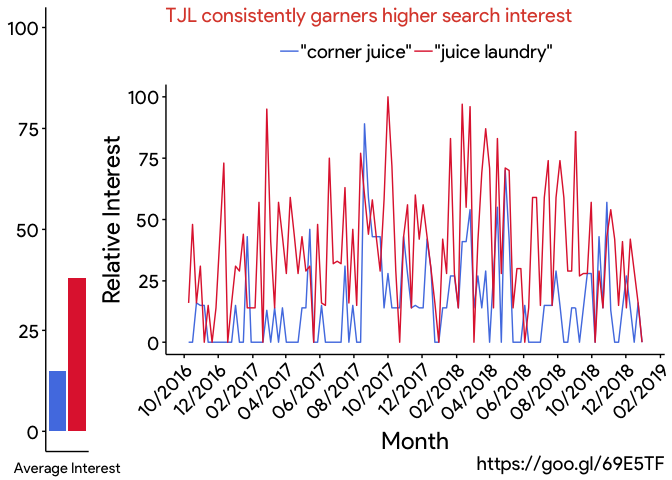 TJL consistently garners higher search interest
"corner juice" "juice laundry"
100
75
50
25
0
Average Interest
Relative Interest
100
75
50
25
0
10/2016 12/2016 02/2017 04/2017 06/2017 08/2017 10/2017 12/2017 02/2018 04/2018 06/2018 08/2018 10/2018 12/2018 02/2019
Month
https://goo.gl/69E5TF